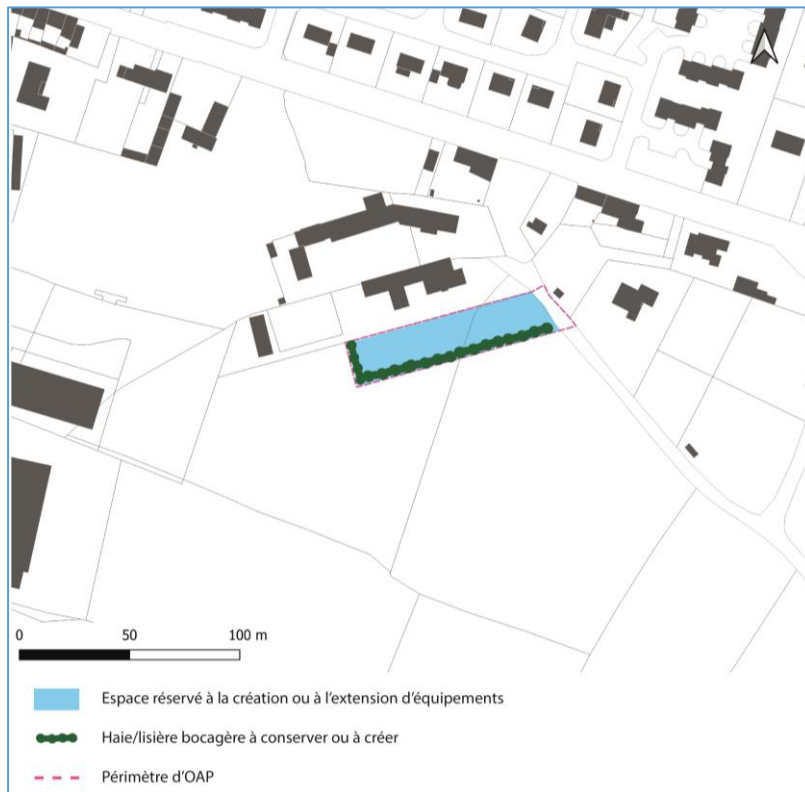 0 50 100 m
Espace réservé à la création ou à l'extension d'équipements
Haie/lisière bocagère à conserver ou à créer
Périmètre d'OAP